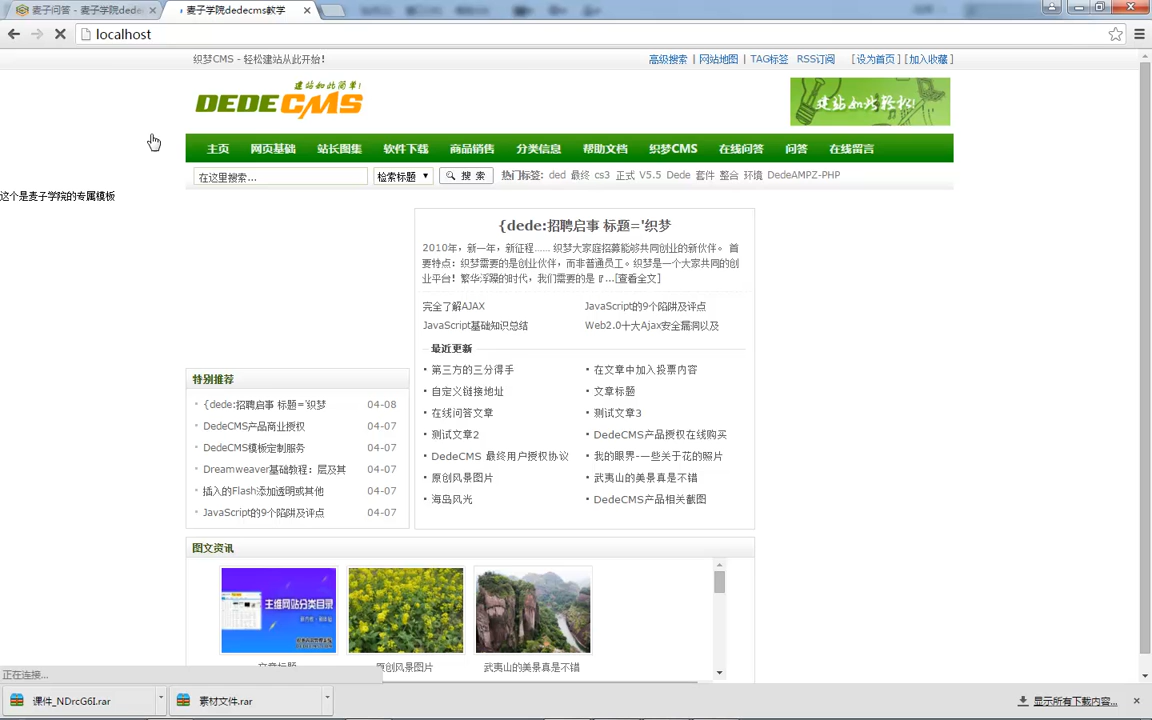 麦子问答 - 麦子学院dede
麦子学院dedecms教学
localhost
织梦CMS - 轻松建站从此开始！
高级搜索 | 网站地图 | TAG标签 RSS订阅 [设为首页] [加入收藏]
建站如此简单!
DEDECMS
建站如此轻松!
主页 网页基础 站长图集 软件下载 商品销售 分类信息 帮助文档 织梦CMS 在线问答 问答 在线留言
在这里搜索...
检索标题
搜 索
热门标签: ded 最终 cs3 正式 V5.5 Dede 套件 整合 环境 DedeAMPZ-PHP
这个是麦子学院的专属模板
{dede:招聘启事 标题='织梦
2010年，新一年，新征程…… 织梦大家庭招募能够共同创业的新伙伴。 首
要特点：织梦需要的是创业伙伴，而非普通员工。织梦是一个大家共同的创
业平台！繁华浮躁的时代，我们需要的是『...[查看全文]
完全了解AJAX
JavaScript的9个陷阱及评点
JavaScript基础知识总结
Web2.0十大Ajax安全漏洞以及
最近更新
第三方的三分得手
在文章中加入投票内容
自定义链接地址
文章标题
在线问答文章
测试文章3
测试文章2
DedeCMS产品授权在线购买
DedeCMS 最终用户授权协议
我的眼界-一些关于花的照片
原创风景图片
武夷山的美景真是不错
海岛风光
DedeCMS产品相关截图
特别推荐
{dede:招聘启事 标题='织梦 04-08
DedeCMS产品商业授权 04-07
DedeCMS模板定制服务 04-07
Dreamweaver基础教程：层及其 04-07
插入的Flash添加透明或其他 04-07
JavaScript的9个陷阱及评点 04-07
图文资讯
主维网站分类目录
文章标题
原创风景图片
武夷山的美景真是不错
正在连接...
课件_NDrcG6I.rar
素材文件.rar
显示所有下载内容...